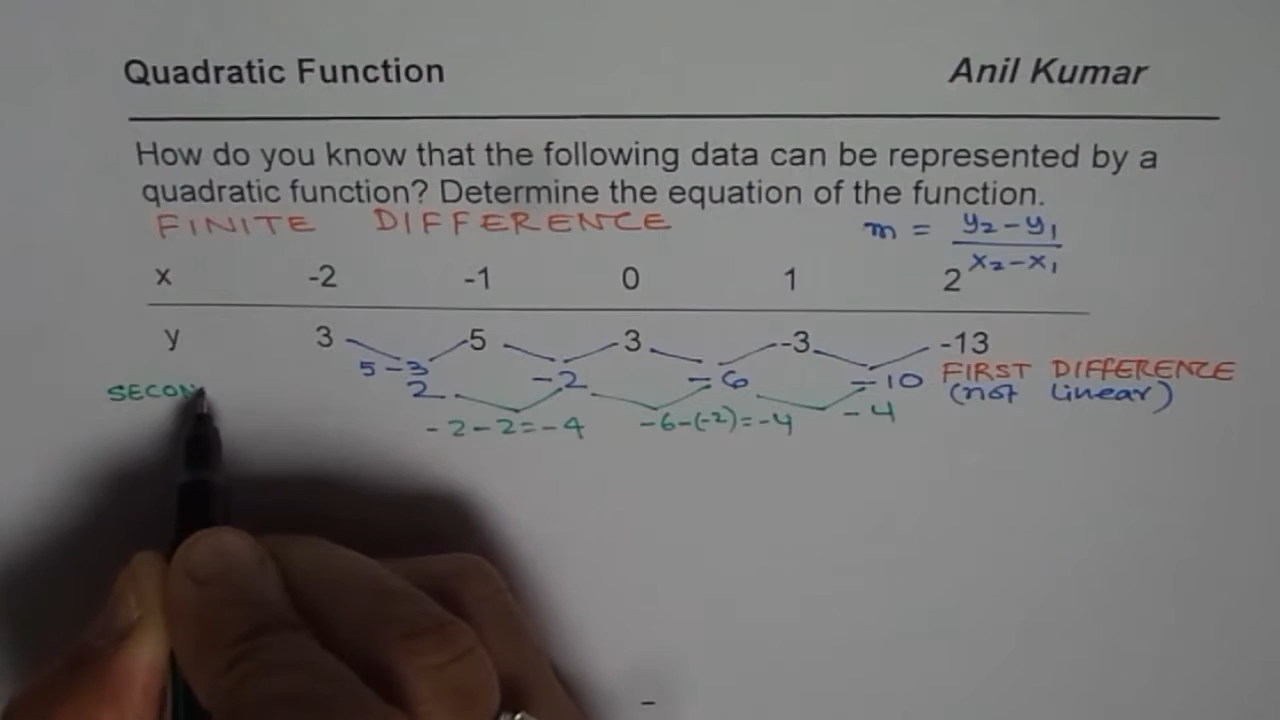 Quadratic Function Anil Kumar
How do you know that the following data can be represented by a
quadratic function? Determine the equation of the function.
FINITE DIFFERENCE m = y₂-y₁ / x₂-x₁
x -2 -1 0 1 2
y 3 5 3 -3 -13
5-3 FIRST DIFFERENCE
2 -2 -6 -10 (not linear)
SECON
-2-2=-4 -6-(-2)=-4 -4